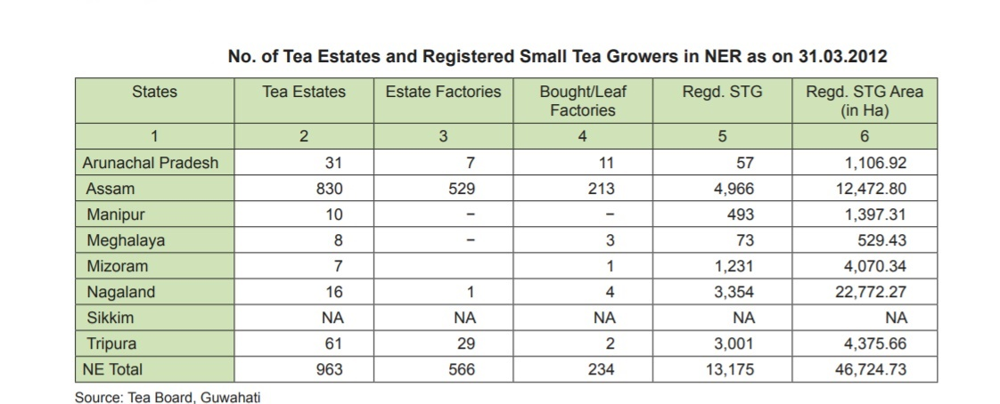 No. of Tea Estates and Registered Small Tea Growers in NER as on 31.03.2012
States Tea Estates Estate Factories Bought/Leaf Factories Regd. STG Regd. STG Area (in Ha)
1 2 3 4 5 6
Arunachal Pradesh 31 7 11 57 1,106.92
Assam 830 529 213 4,966 12,472.80
Manipur 10 – – 493 1,397.31
Meghalaya 8 – 3 73 529.43
Mizoram 7 1 1,231 4,070.34
Nagaland 16 1 4 3,354 22,772.27
Sikkim NA NA NA NA NA
Tripura 61 29 2 3,001 4,375.66
NE Total 963 566 234 13,175 46,724.73
Source: Tea Board, Guwahati